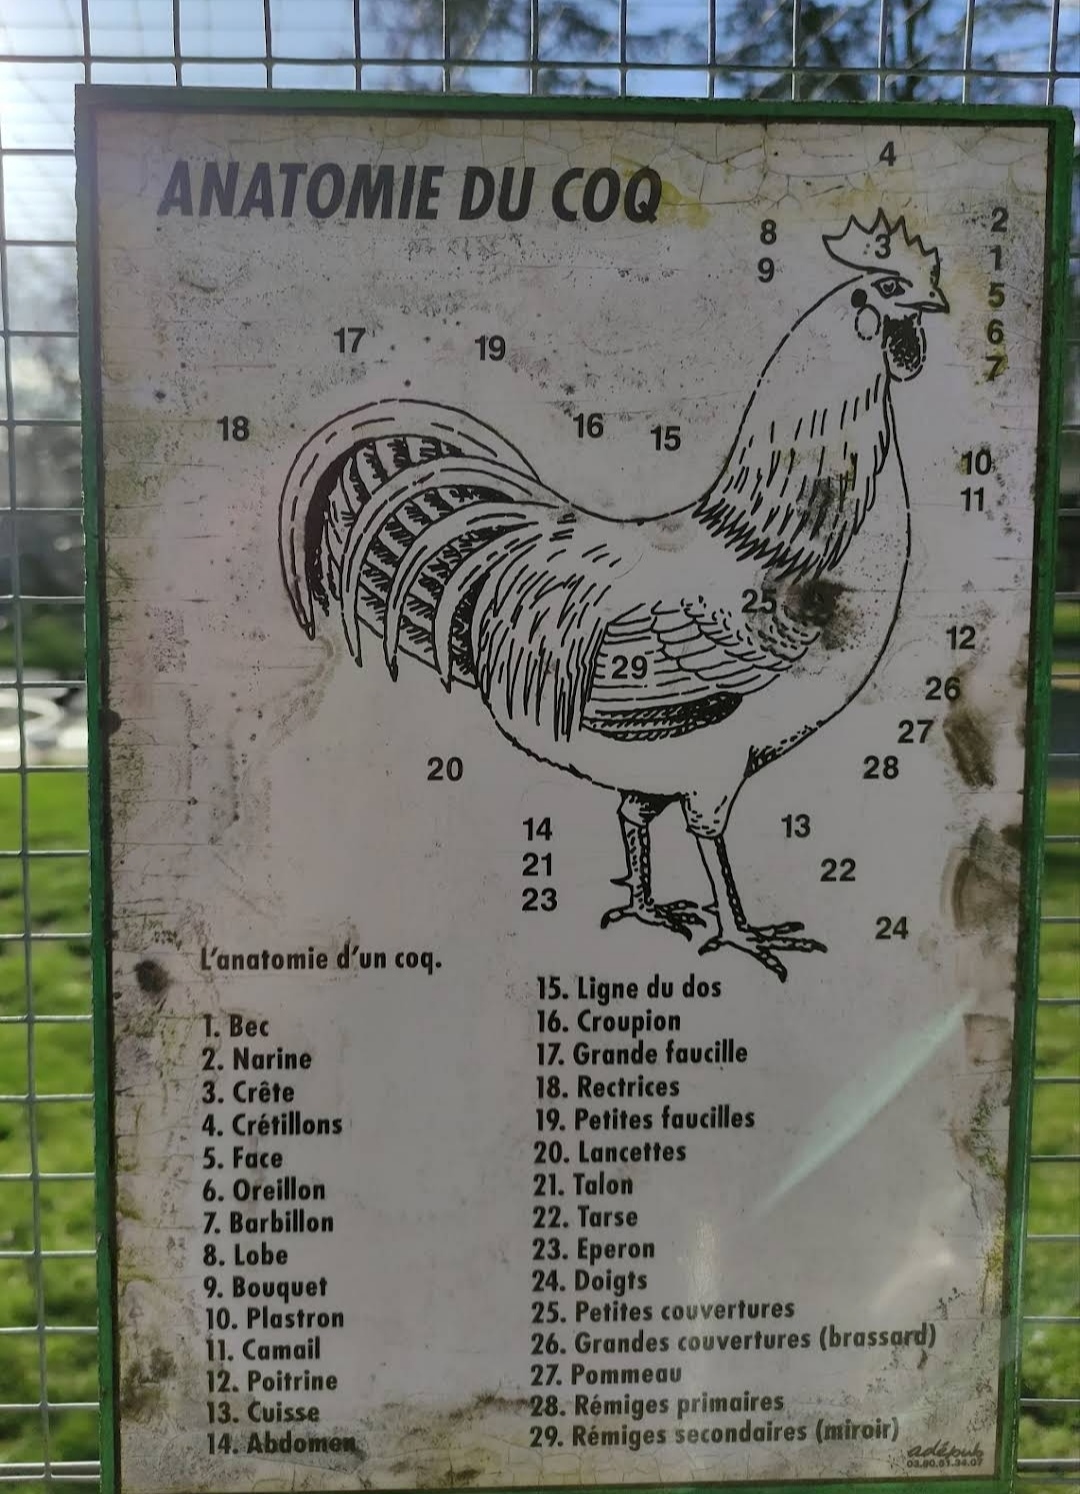 ANATOMIE DU COQ
4
8
3
2
9
1
5
6
7
17
19
18
16
15
10
11
25
12
29
26
27
20
28
14
13
21
22
23
24
L'anatomie d'un coq.
1. Bec
2. Narine
3. Crête
4. Crétillons
5. Face
6. Oreillon
7. Barbillon
8. Lobe
9. Bouquet
10. Plastron
11. Camail
12. Poitrine
13. Cuisse
14. Abdomen
15. Ligne du dos
16. Croupion
17. Grande faucille
18. Rectrices
19. Petites faucilles
20. Lancettes
21. Talon
22. Tarse
23. Eperon
24. Doigts
25. Petites couvertures
26. Grandes couvertures (brassard)
27. Pommeau
28. Rémiges primaires
29. Rémiges secondaires (miroir)
adépub